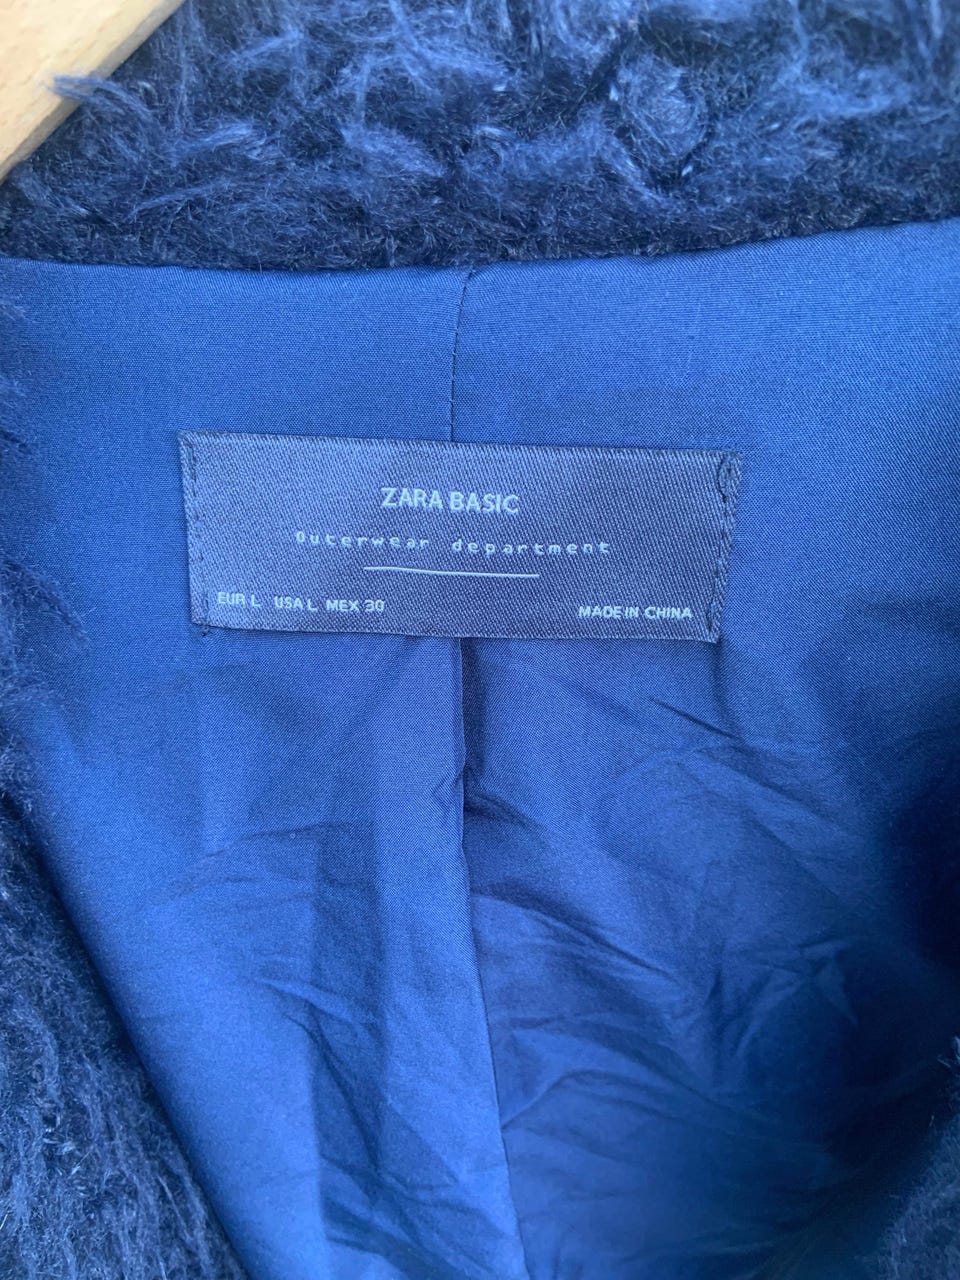 ZARA BASIC
Outerwear department
EUR L USA L MEX 30
MADE IN CHINA